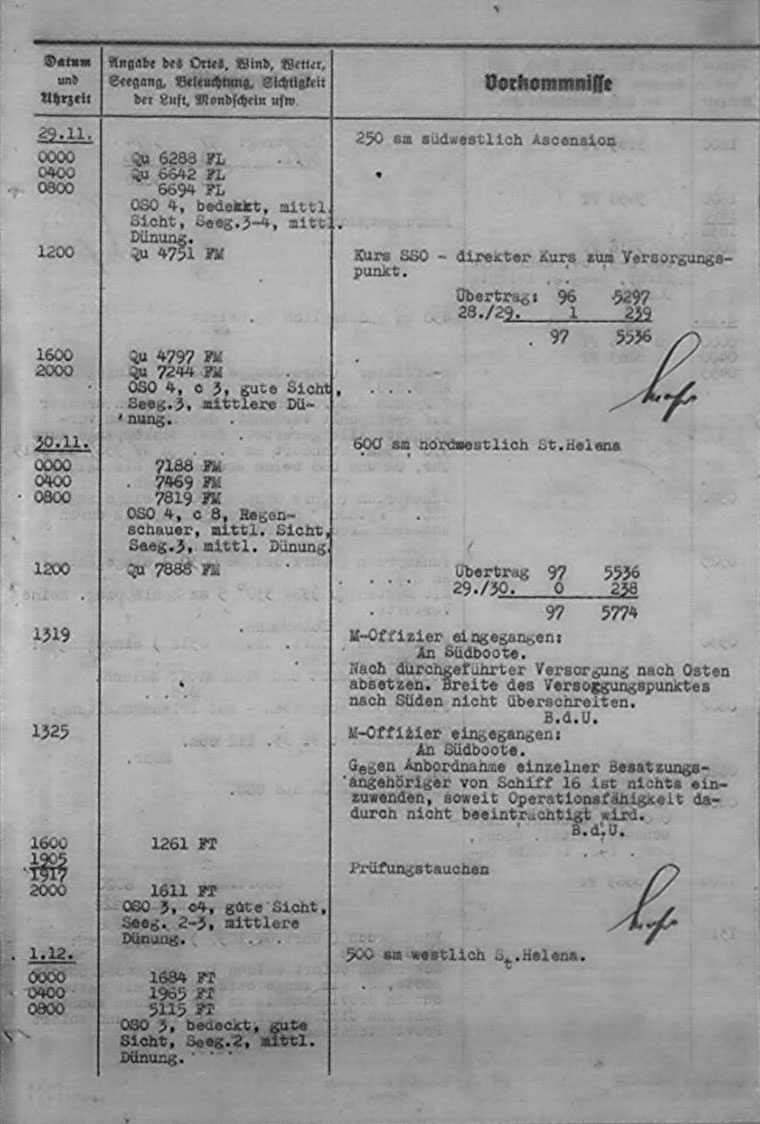 Datum
und
Uhrzeit
Angabe des Ortes, Wind, Wetter,
Seegang, Beleuchtung, Sichtigkeit
der Luft, Mondschein usw.
Vorkommnisse
29.11.
250 sm südwestlich Ascension
0000 Qu 6288 FL
0400 Qu 6642 FL
0800 6694 FL
OSO 4, bedeckt, mittl.
Sicht, Seeg.3-4, mittl.
Dünung.
1200 Qu 4751 FM
Kurs SSO - direkter Kurs zum Versorgungs-
punkt.
Übertrag: 96 5297
28./29. 1 239
97 5536
1600 Qu 4797 FM
2000 Qu 7244 FM
OSO 4, c 3, gute Sicht,
Seeg.3, mittlere Dü-
nung.
30.11.
600 sm nordwestlich St.Helena
0000 7188 FM
0400 7469 FM
0800 7819 FM
OSO 4, c 8, Regen-
schauer, mittl. Sicht,
Seeg.3, mittl. Dünung.
1200 Qu 7888 FM
Übertrag 97 5536
29./30. 0 238
97 5774
1319 M-Offizier eingegangen:
An Südboote.
Nach durchgeführter Versorgung nach Osten
absetzen. Breite des Versoggungspunktes
nach Süden nicht überschreiten.
B.d.U.
1325 M-Offizier eingegangen:
An Südboote.
Gegen Anbordnahme einzelner Besatzungs-
angehöriger von Schiff 16 ist nichts ein-
zuwenden, soweit Operationsfähigkeit da-
durch nicht beeinträchtigt wird.
B.d.U.
1600 1261 FT
1905
1917 Prüfungstauchen
2000 1611 FT
OSO 3, c4, gute Sicht,
Seeg. 2-3, mittlere
Dünung.
1.12.
500 sm westlich St.Helena.
0000 1684 FT
0400 1965 FT
0800 5115 FT
OSO 3, bedeckt, gute
Sicht, Seeg.2, mittl.
Dünung.